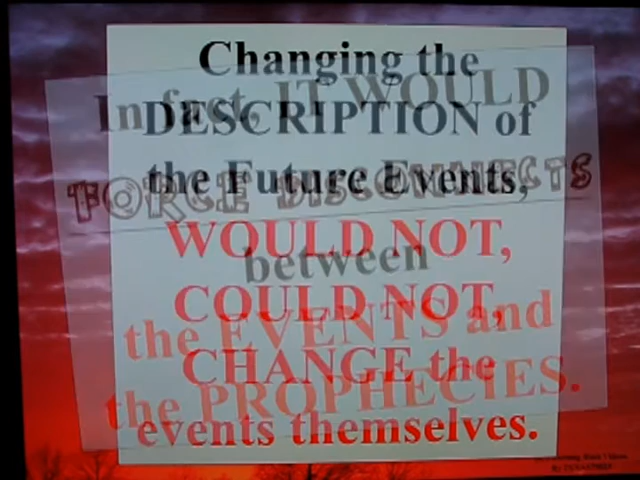 Changing the
DESCRIPTION of
the Future Events,
WOULD NOT,
COULD NOT,
CHANGE the
events themselves.
In fact, IT WOULD
FORCE DISCONNECTS
between
the EVENTS and
the PROPHECIES.